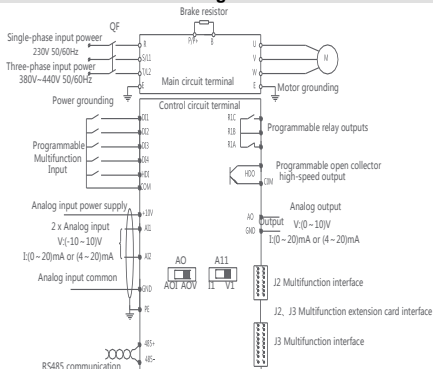 Brake resistor
QF
Single-phase input poweer
230V 50/60Hz
Three-phase input power
380V~440V 50/60Hz
R
S/L1
T/L2
E
P/P+
B
U
V
W
E
M
Main circuit terminal
Motor grounding
Power grounding
Control circuit terminal
DI1
DI2
DI3
DI4
HDI
COM
Programmable
Multifunction
Input
R1C
R1B
R1A
Programmable relay outputs
HDO
COM
Programmable open collector
high-speed output
Analog input power supply
+10V
2 x Analog input
V:(-10~10)V
I:(0~20)mA or (4~20)mA
AI1
AI2
Analog input common
GND
PE
AO
GND
Output
Analog output
V:(0~10)V
I:(0~20)mA or (4~20)mA
AO
AOI AOV
A11
I1 V1
J2 Multifunction interface
J2、J3 Multifunction extension card interface
J3 Multifunction interface
485+
485-
RS485 communication